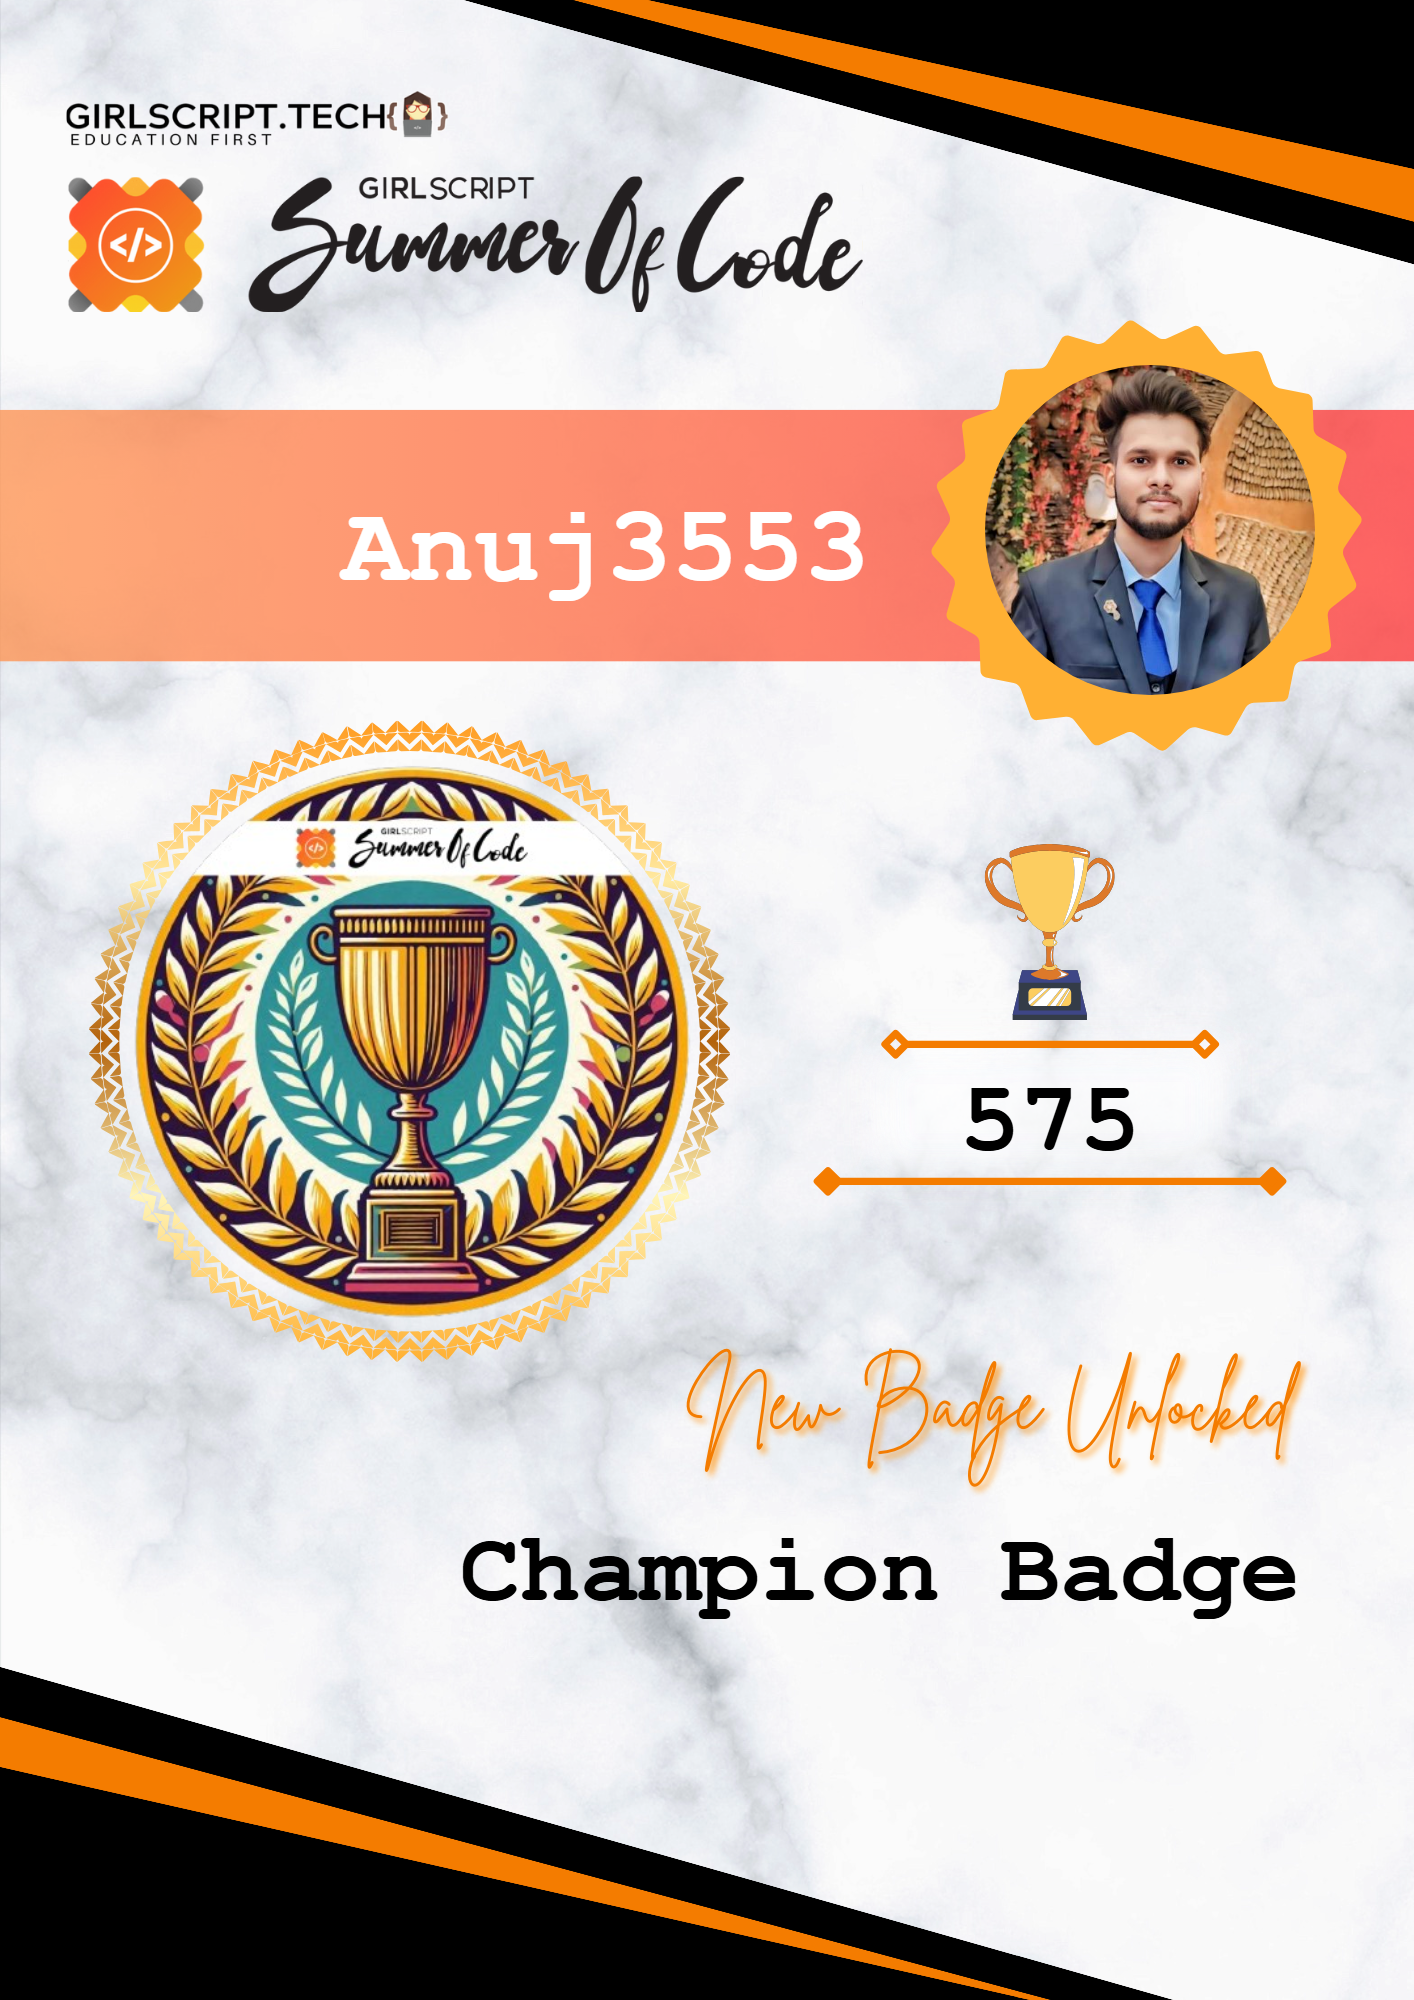 GIRLSCRIPT.TECH{ }
EDUCATION FIRST
GIRLSCRIPT
Summer Of Code
</>
Anuj3553
GIRLSCRIPT
Summer Of Code
</>
575
New Badge Unlocked
Champion Badge